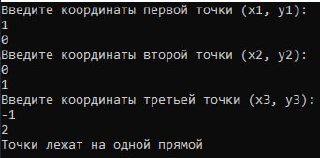 Введите координаты первой точки (x1, y1):
1
0
Введите координаты второй точки (x2, y2):
0
1
Введите координаты третьей точки (x3, y3):
-1
2
Точки лежат на одной прямой